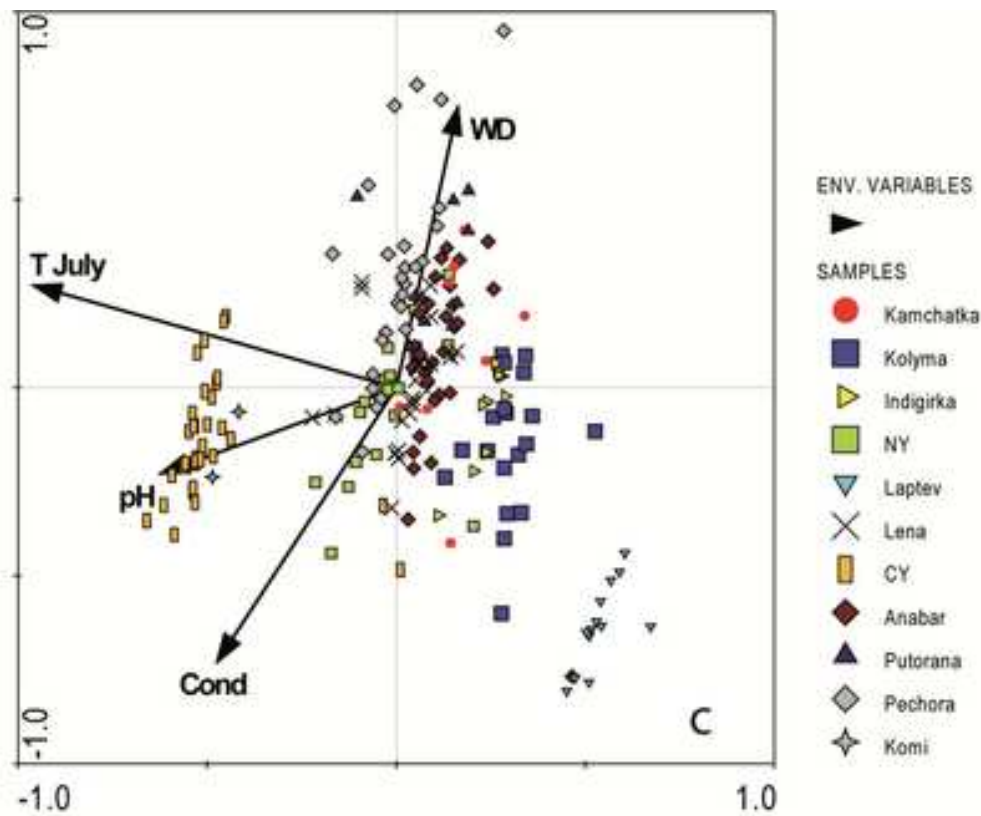 1.0
WD
T July
pH
Cond
C
-1.0
-1.0
1.0
ENV. VARIABLES
SAMPLES
Kamchatka
Kolyma
Indigirka
NY
Laptev
Lena
CY
Anabar
Putorana
Pechora
Komi